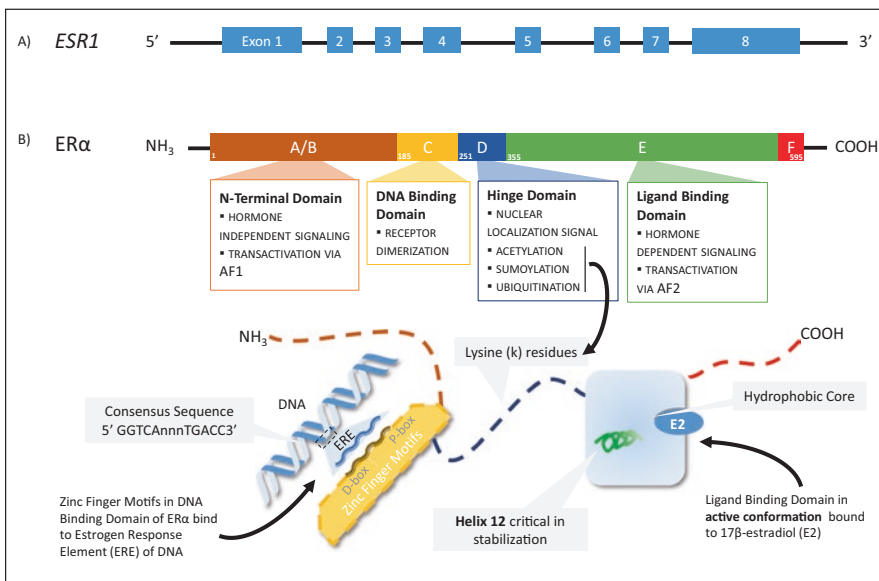 A) ESR1 5’ Exon 1 2 3 4 5 6 7 8 3’
B) ERα NH3 A/B C D E F COOH
1 185 251 355 595
N-Terminal Domain
▪ HORMONE
INDEPENDENT SIGNALING
▪ TRANSACTIVATION VIA
AF1
DNA Binding
Domain
▪ RECEPTOR
DIMERIZATION
Hinge Domain
▪ NUCLEAR
LOCALIZATION SIGNAL
▪ ACETYLATION
▪ SUMOYLATION
▪ UBIQUITINATION
Ligand Binding
Domain
▪ HORMONE
DEPENDENT SIGNALING
▪ TRANSACTIVATION
VIA AF2
NH3
COOH
Lysine (k) residues
DNA
Consensus Sequence
5’ GGTCAnnnTGACC3’
ERE
P-box
D-box
Zinc Finger Motifs
Hydrophobic Core
E2
Zinc Finger Motifs in DNA
Binding Domain of ERα bind
to Estrogen Response
Element (ERE) of DNA
Helix 12 critical in
stabilization
Ligand Binding Domain in
active conformation bound
to 17β-estradiol (E2)